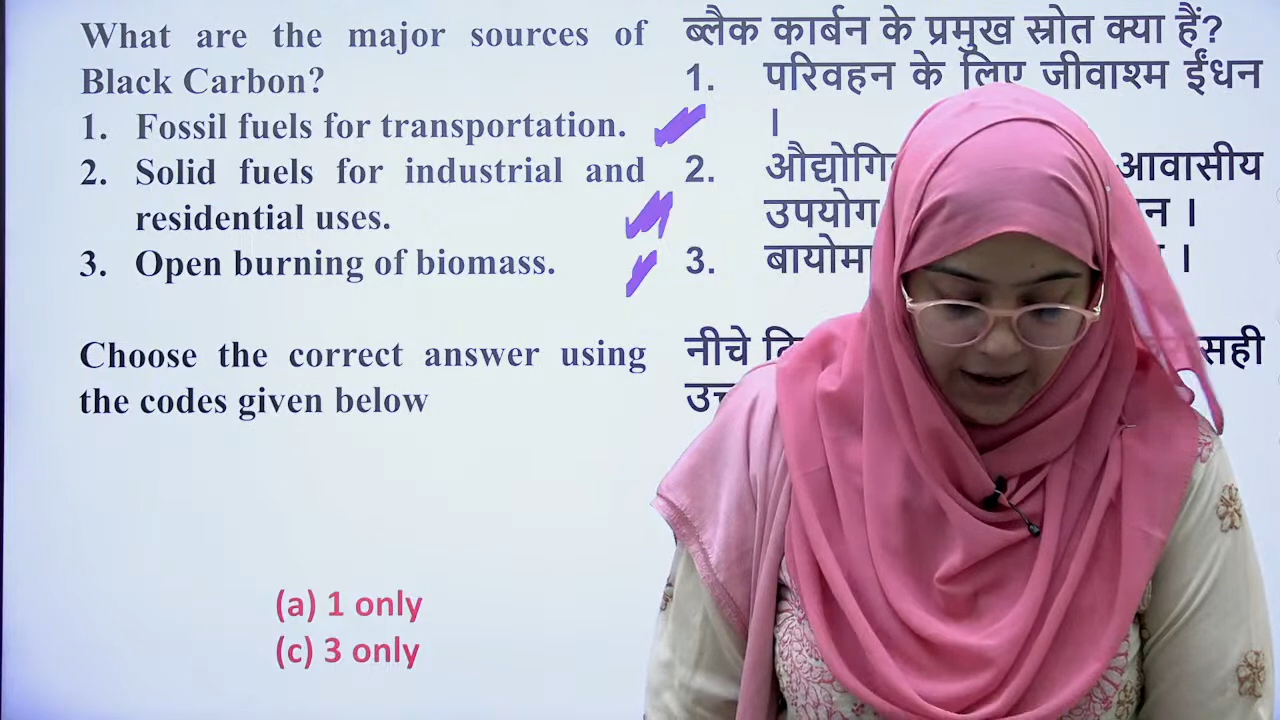 What are the major sources of
Black Carbon?
1. Fossil fuels for transportation.
2. Solid fuels for industrial and
residential uses.
3. Open burning of biomass.
Choose the correct answer using
the codes given below
(a) 1 only
(c) 3 only
ब्लैक कार्बन के प्रमुख स्रोत क्या हैं?
1. परिवहन के लिए जीवाश्म ईंधन
।
2. आवासीय
उपयोग
3.
नीचे सही